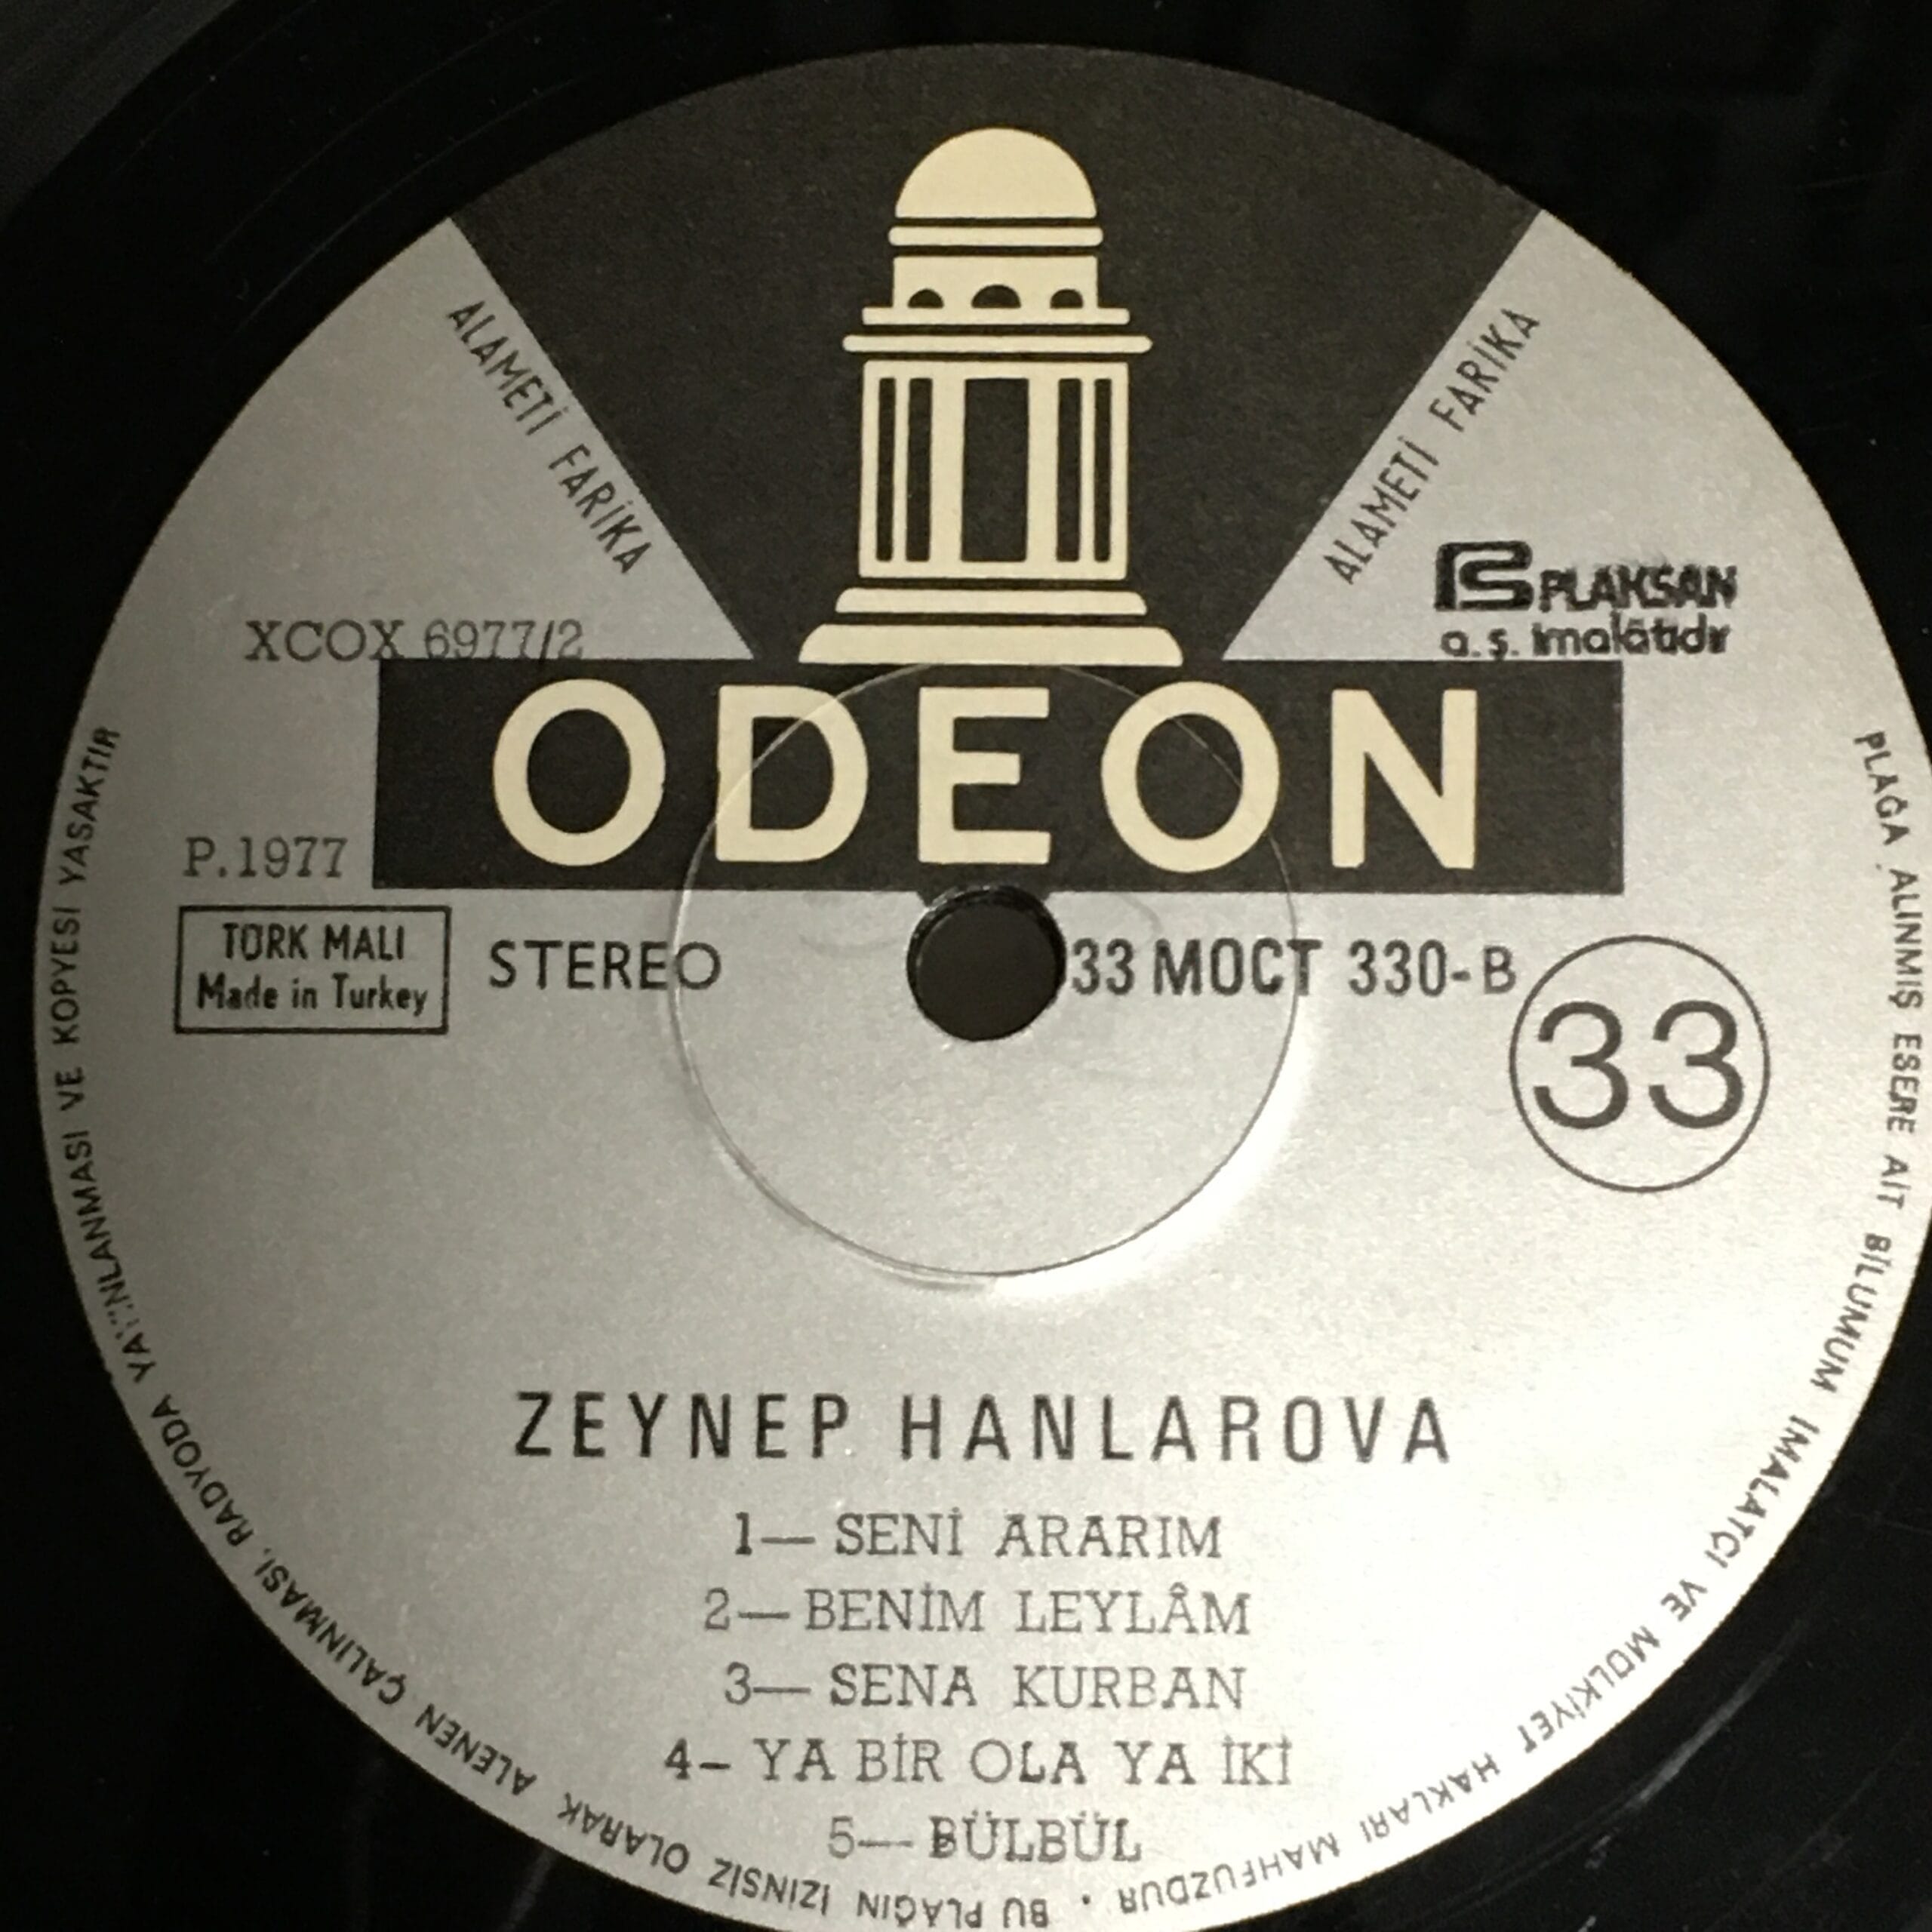 ALAMETİ FARİKA
ALAMETİ FARİKA
PLAKSAN
a.ş. imalâtıdır
XCOX 6977/2
ODEON
P.1977
TÜRK MALI
Made in Turkey
STEREO
33 MOCT 330-B
33
ZEYNEP HANLAROVA
1— SENİ ARARIM
2— BENİM LEYLÂM
3— SENA KURBAN
4- YA BİR OLA YA İKİ
5— BÜLBÜL
PLAĞA ALINMIŞ ESERE AİT BİLUMUM İMALATÇI VE MÜLKİYET HAKLARI MAHFUZDUR • BU PLAĞIN İZİNSİZ OLARAK ALENEN ÇALINMASI, RADYODA YAYINLANMASI VE KOPYESİ YASAKTIR